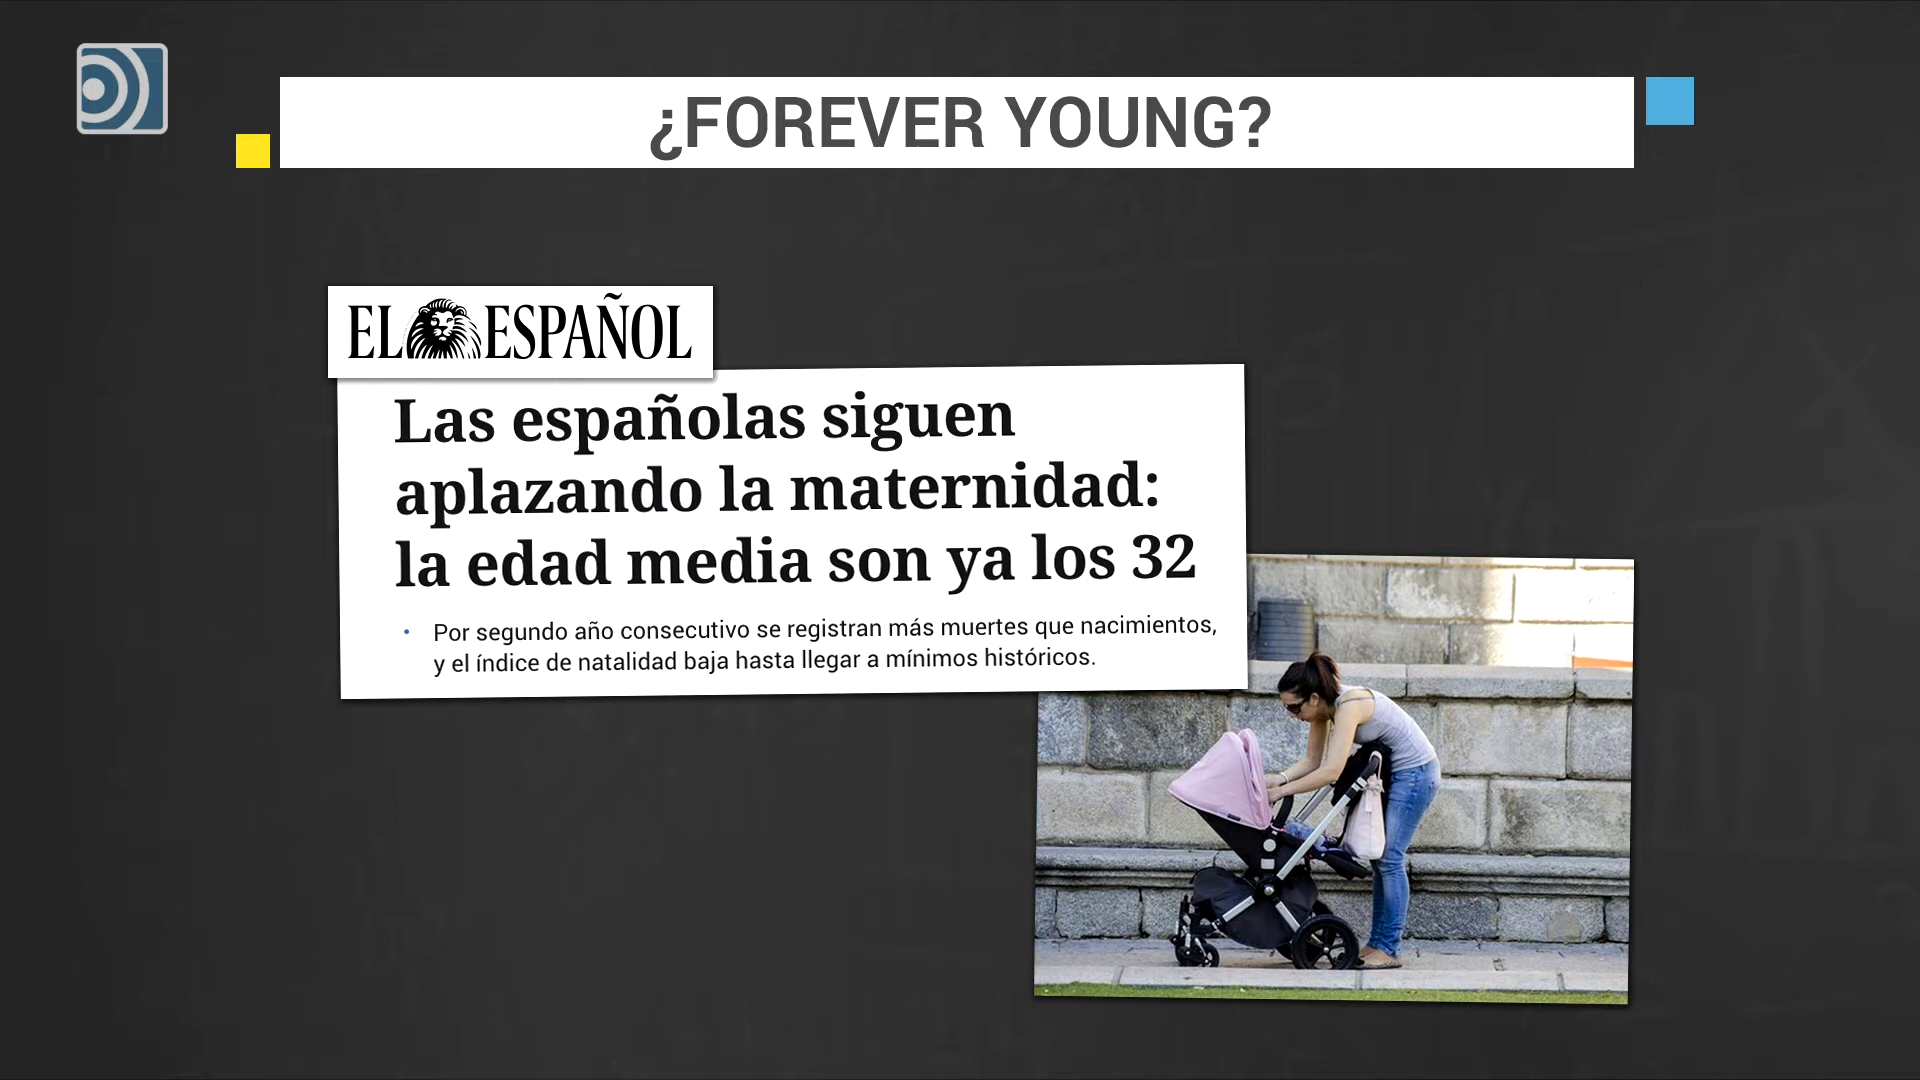 ¿FOREVER YOUNG?
EL ESPAÑOL
Las españolas siguen
aplazando la maternidad:
la edad media son ya los 32
• Por segundo año consecutivo se registran más muertes que nacimientos,
y el índice de natalidad baja hasta llegar a mínimos históricos.